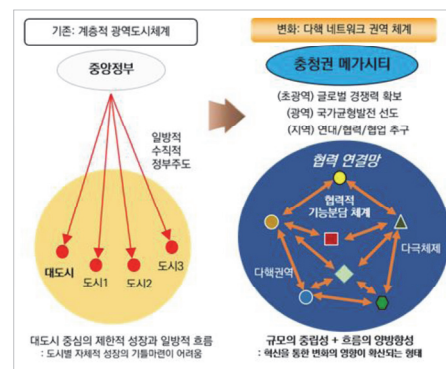 기존: 계층적 광역도시체계
중앙정부
일방적
수직적
정부주도
대도시
도시1
도시2
도시3
대도시 중심의 제한적 성장과 일방적 흐름
: 도시별 자체적 성장의 기틀마련이 어려움
변화: 다핵 네트워크 권역 체계
충청권 메가시티
(초광역) 글로벌 경쟁력 확보
(광역) 국가균형발전 선도
(지역) 연대/협력/협업 추구
협력 연결망
협력적
기능분담 체계
다극체제
다핵권역
규모의 중립성 + 흐름의 양방향성
: 혁신을 통한 변화의 영향이 확산되는 형태